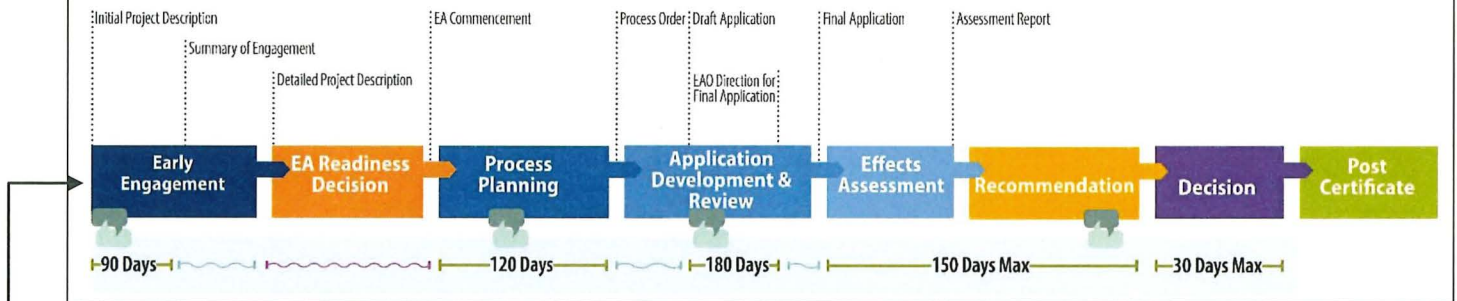 Initial Project Description
EA Commencement
Process Order
Draft Application
Final Application
Assessment Report
Summary of Engagement
Detailed Project Description
EAO Direction for
Final Application
Early
Engagement
EA Readiness
Decision
Process
Planning
Application
Development &
Review
Effects
Assessment
Recommendation
Decision
Post
Certificate
90 Days
120 Days
180 Days
150 Days Max
30 Days Max